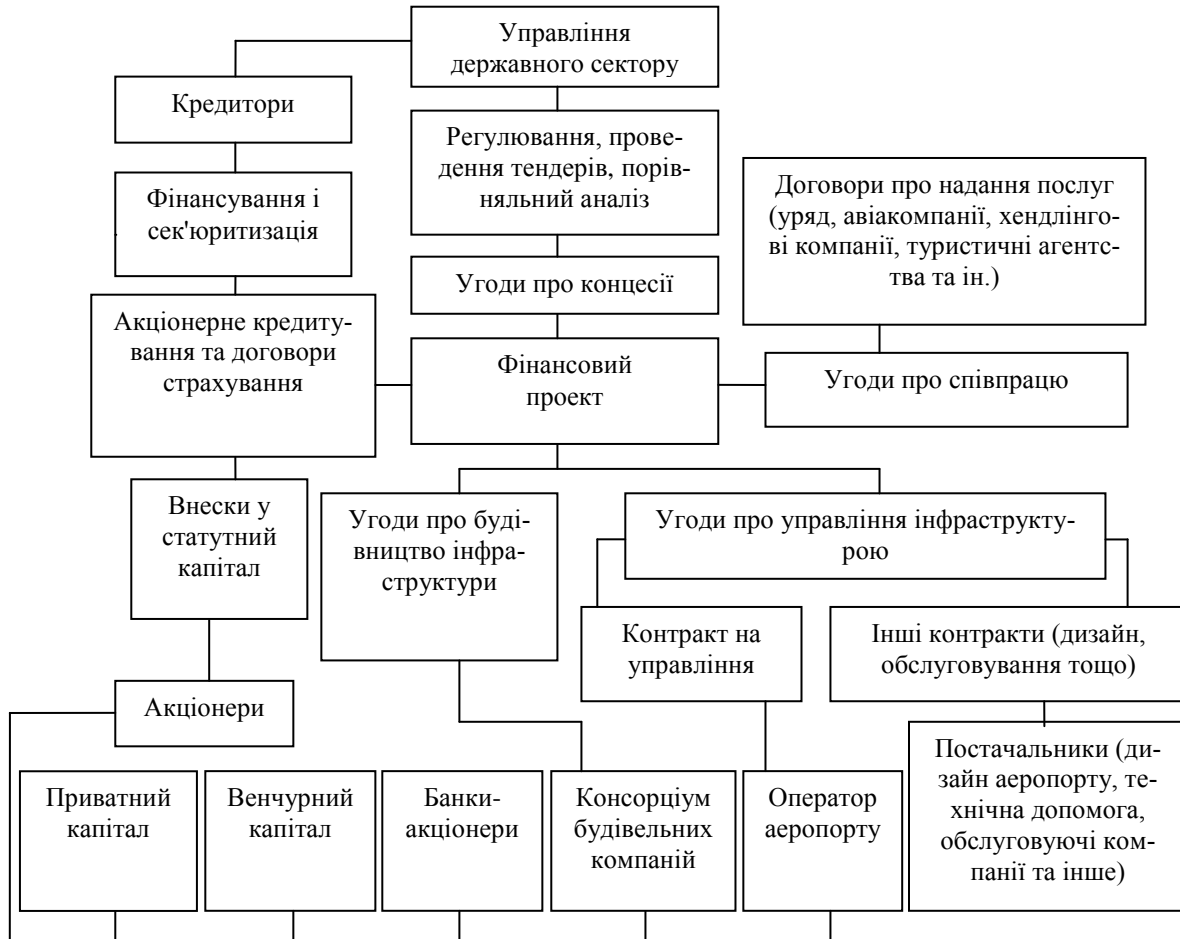 Управління
державного сектору
Кредитори
Регулювання, прове-
дення тендерів, порів-
няльний аналіз
Договори про надання послуг
(уряд, авіакомпанії, хендлінго-
ві компанії, туристичні агентс-
тва та ін.)
Фінансування і
сек'юритизація
Угоди про концесії
Акціонерне кредиту-
вання та договори
страхування
Фінансовий
проект
Угоди про співпрацю
Внески у
статутний
капітал
Угоди про буді-
вництво інфра-
структури
Угоди про управління інфраструкту-
рою
Контракт на
управління
Інші контракти (дизайн,
обслуговування тощо)
Акціонери
Приватний
капітал
Венчурний
капітал
Банки-
акціонери
Консорціум
будівельних
компаній
Оператор
аеропорту
Постачальники (ди-
зайн аеропорту, те-
хнічна допомога,
обслуговуючі ком-
панії та інше)